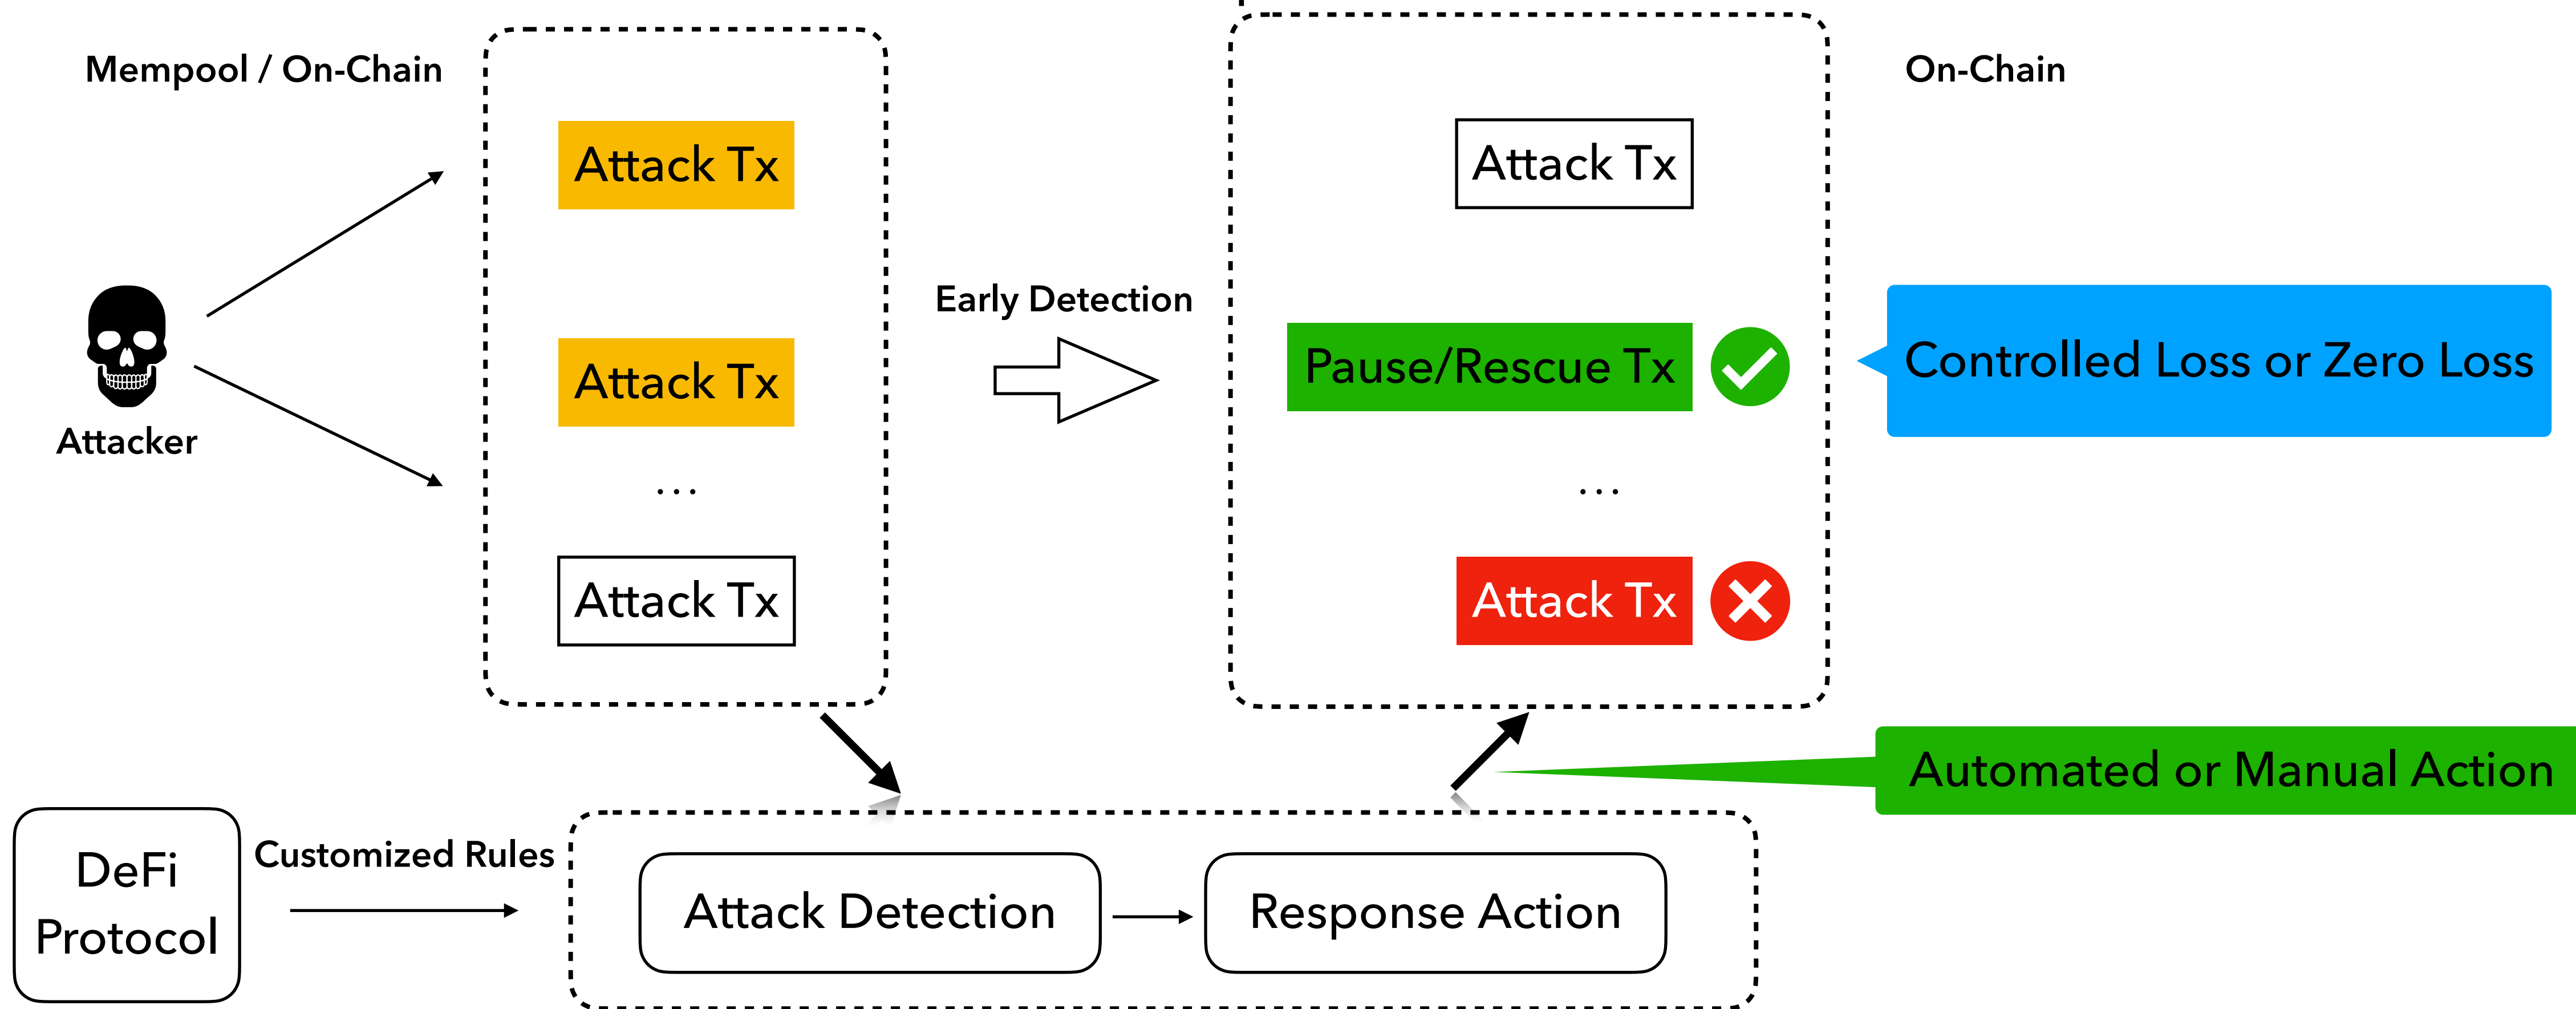 Mempool / On-Chain
On-Chain
Attack Tx
Attack Tx
Attacker
Attack Tx
...
Attack Tx
Early Detection
Pause/Rescue Tx
...
Attack Tx
Controlled Loss or Zero Loss
Automated or Manual Action
DeFi
Protocol
Customized Rules
Attack Detection
Response Action